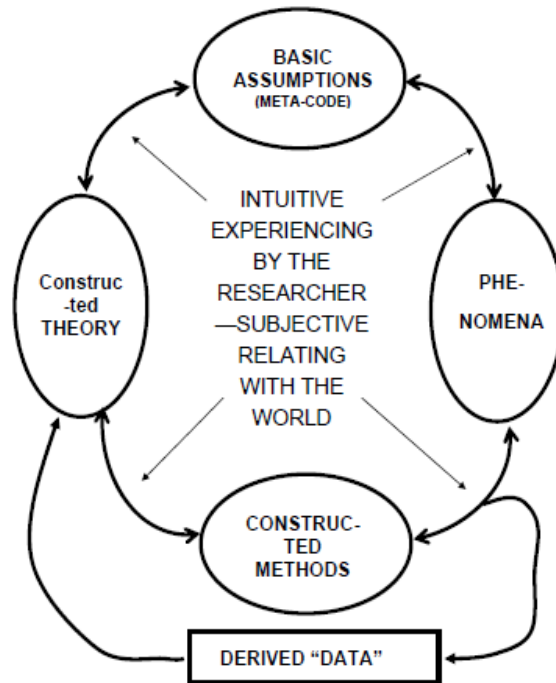 BASIC
ASSUMPTIONS
(META-CODE)
INTUITIVE
EXPERIENCING
BY THE
RESEARCHER
—SUBJECTIVE
RELATING
WITH THE
WORLD
Construc
-ted
THEORY
PHE-
NOMENA
CONSTRUC-
TED
METHODS
DERIVED “DATA”